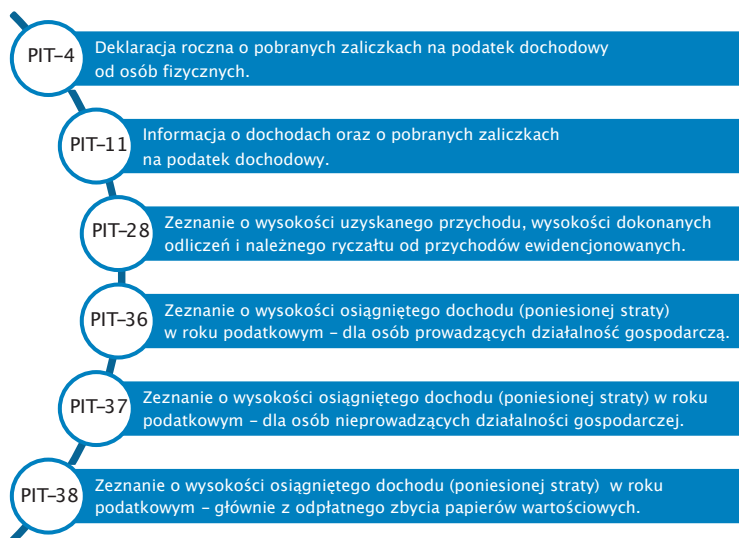 PIT–4
Deklaracja roczna o pobranych zaliczkach na podatek dochodowy
od osób fizycznych.
PIT–11
Informacja o dochodach oraz o pobranych zaliczkach
na podatek dochodowy.
PIT–28
Zeznanie o wysokości uzyskanego przychodu, wysokości dokonanych
odliczeń i należnego ryczałtu od przychodów ewidencjonowanych.
PIT–36
Zeznanie o wysokości osiągniętego dochodu (poniesionej straty)
w roku podatkowym – dla osób prowadzących działalność gospodarczą.
PIT–37
Zeznanie o wysokości osiągniętego dochodu (poniesionej straty) w roku
podatkowym – dla osób nieprowadzących działalności gospodarczej.
PIT–38
Zeznanie o wysokości osiągniętego dochodu (poniesionej straty) w roku
podatkowym – głównie z odpłatnego zbycia papierów wartościowych.